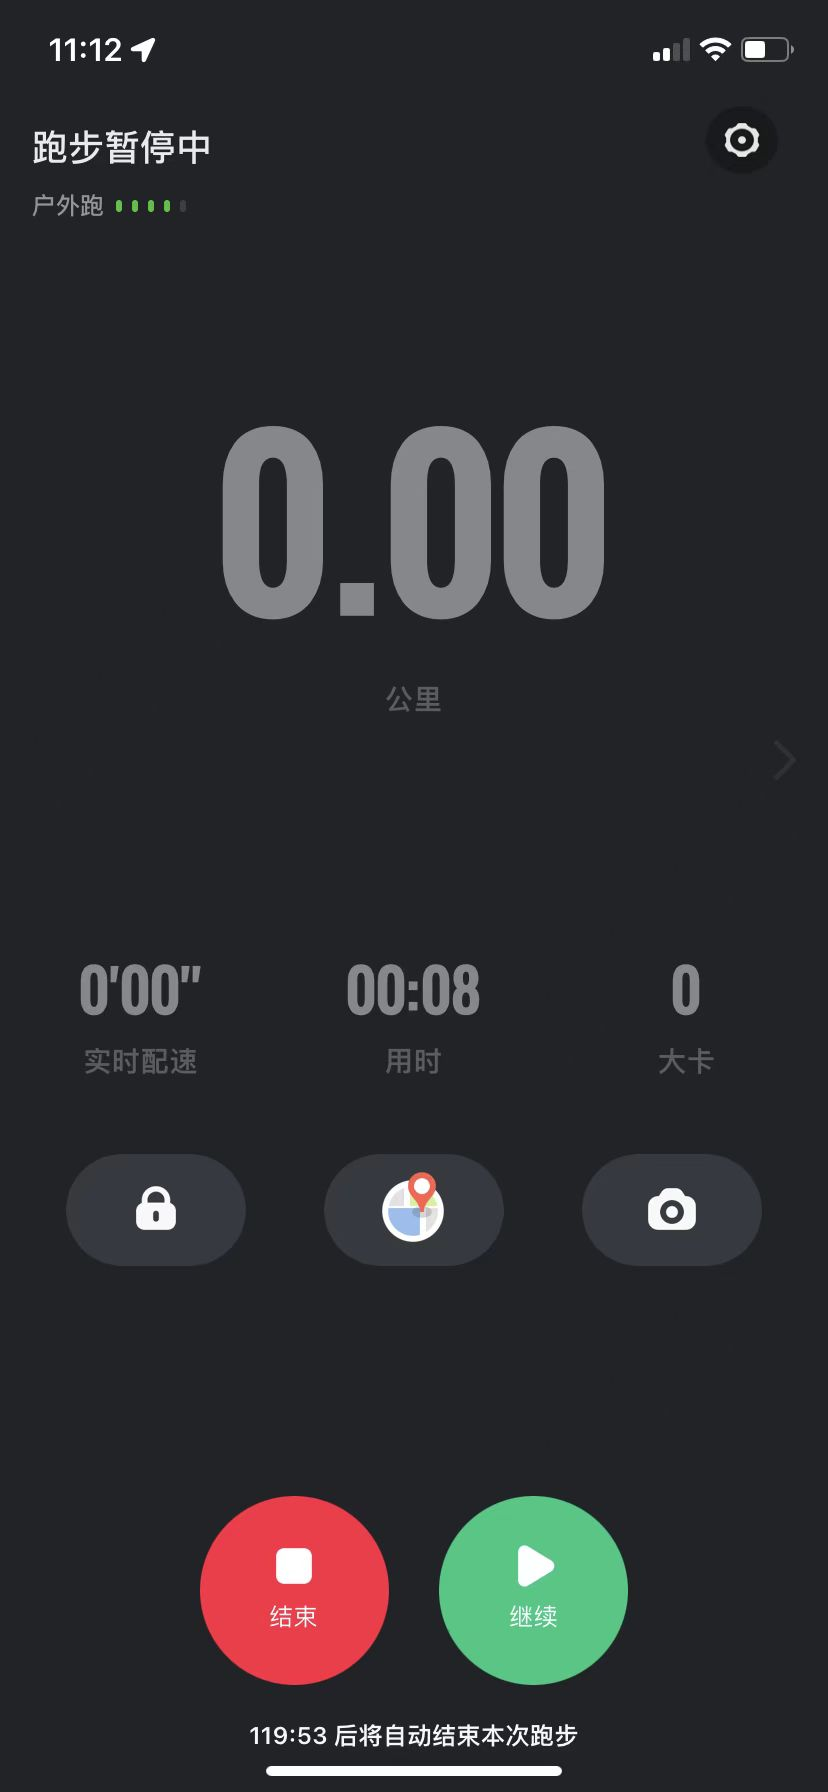 11:12
跑步暂停中
户外跑
0.00
公里
0'00"
00:08
0
实时配速
用时
大卡
结束
继续
119:53 后将自动结束本次跑步